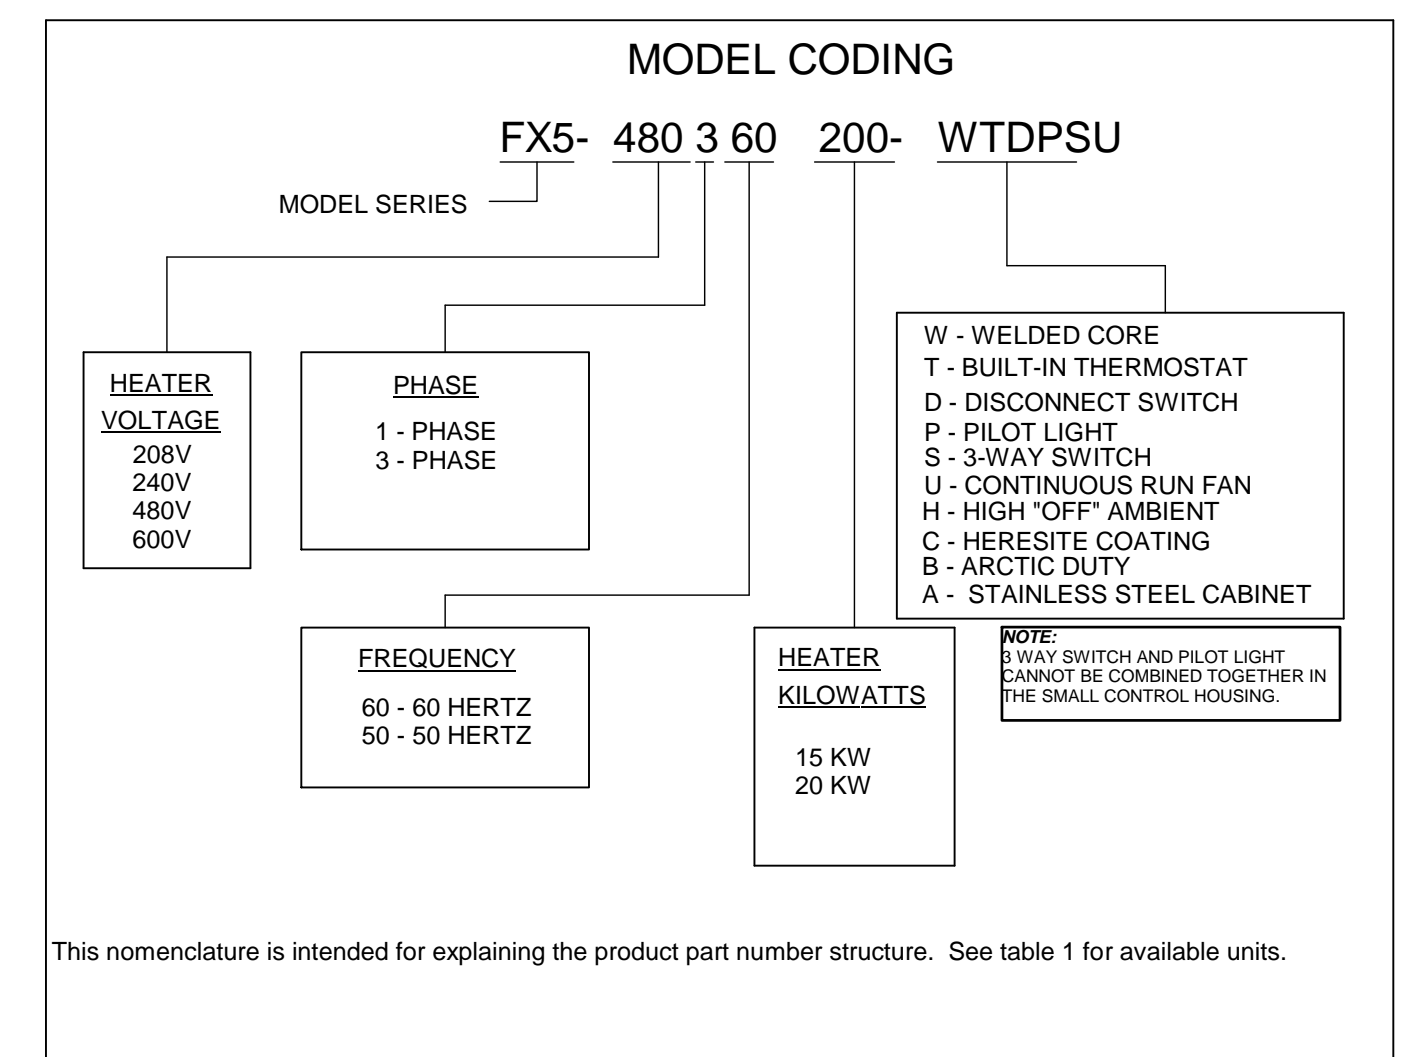 MODEL CODING
FX5- 480 3 60 200- WTDPSU
MODEL SERIES
HEATER
VOLTAGE
208V
240V
480V
600V
PHASE
1 - PHASE
3 - PHASE
W - WELDED CORE
T - BUILT-IN THERMOSTAT
D - DISCONNECT SWITCH
P - PILOT LIGHT
S - 3-WAY SWITCH
U - CONTINUOUS RUN FAN
H - HIGH "OFF" AMBIENT
C - HERESITE COATING
B - ARCTIC DUTY
A - STAINLESS STEEL CABINET
FREQUENCY
60 - 60 HERTZ
50 - 50 HERTZ
HEATER
KILOWATTS
15 KW
20 KW
NOTE:
3 WAY SWITCH AND PILOT LIGHT
CANNOT BE COMBINED TOGETHER IN
THE SMALL CONTROL HOUSING.
This nomenclature is intended for explaining the product part number structure. See table 1 for available units.